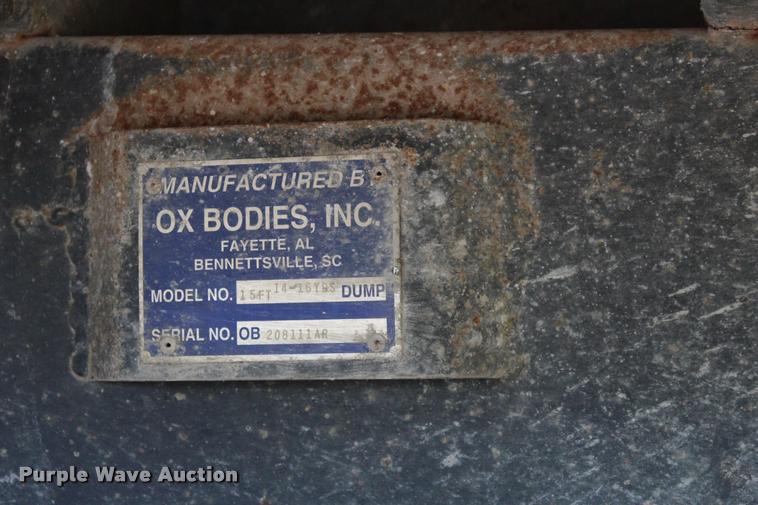 MANUFACTURED BY
OX BODIES, INC.
FAYETTE, AL
BENNETTSVILLE, SC
MODEL NO. 15FT 14-16YDS DUMP
SERIAL NO. OB 208111AR
Purple Wave Auction